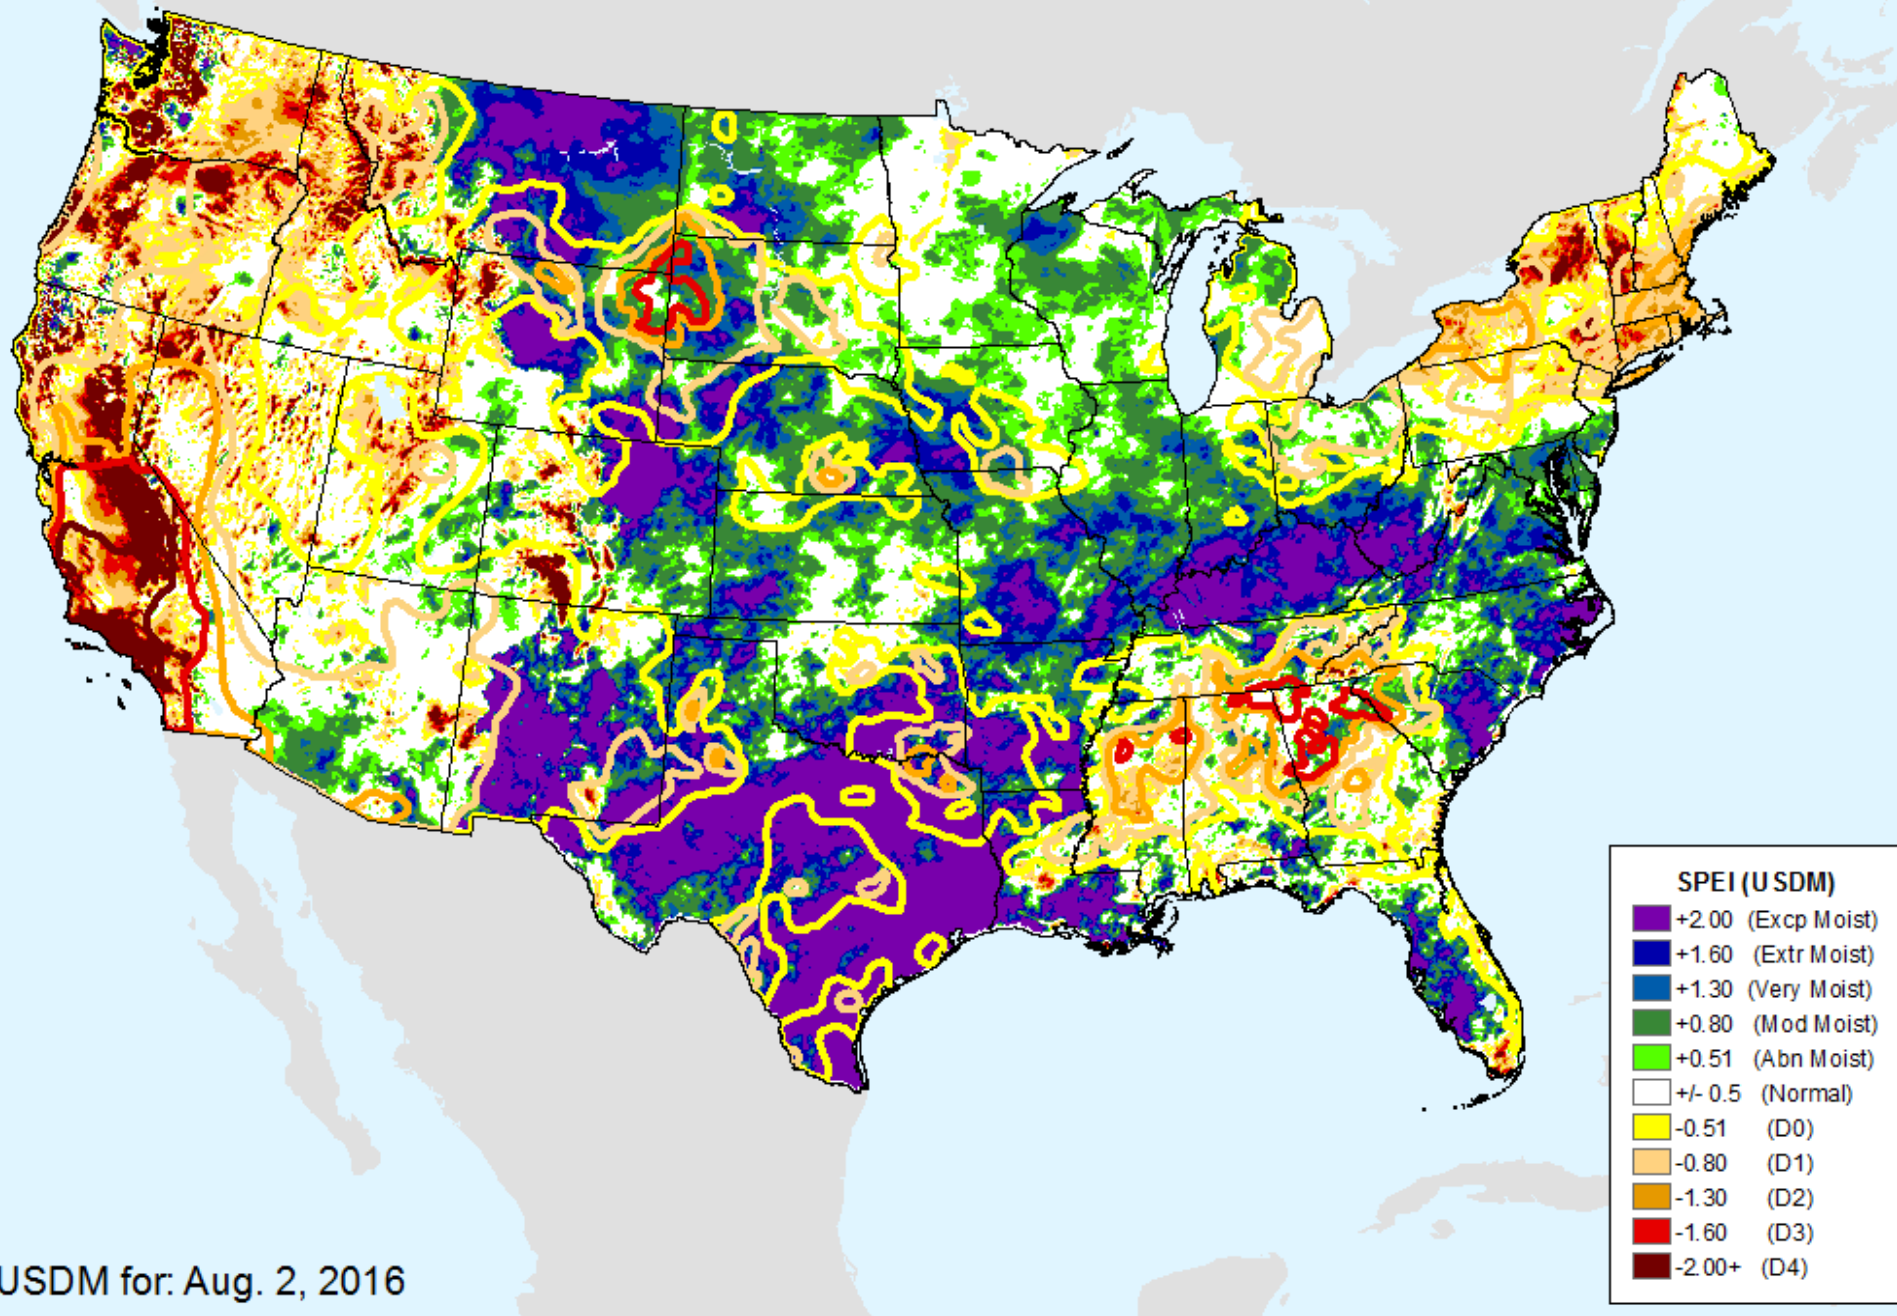 SPEI (USDM)
+2.00 (Excp Moist)
+1.60 (Extr Moist)
+1.30 (Very Moist)
+0.80 (Mod Moist)
+0.51 (Abn Moist)
+/- 0.5 (Normal)
-0.51 (D0)
-0.80 (D1)
-1.30 (D2)
-1.60 (D3)
-2.00+ (D4)
USDM for: Aug. 2, 2016